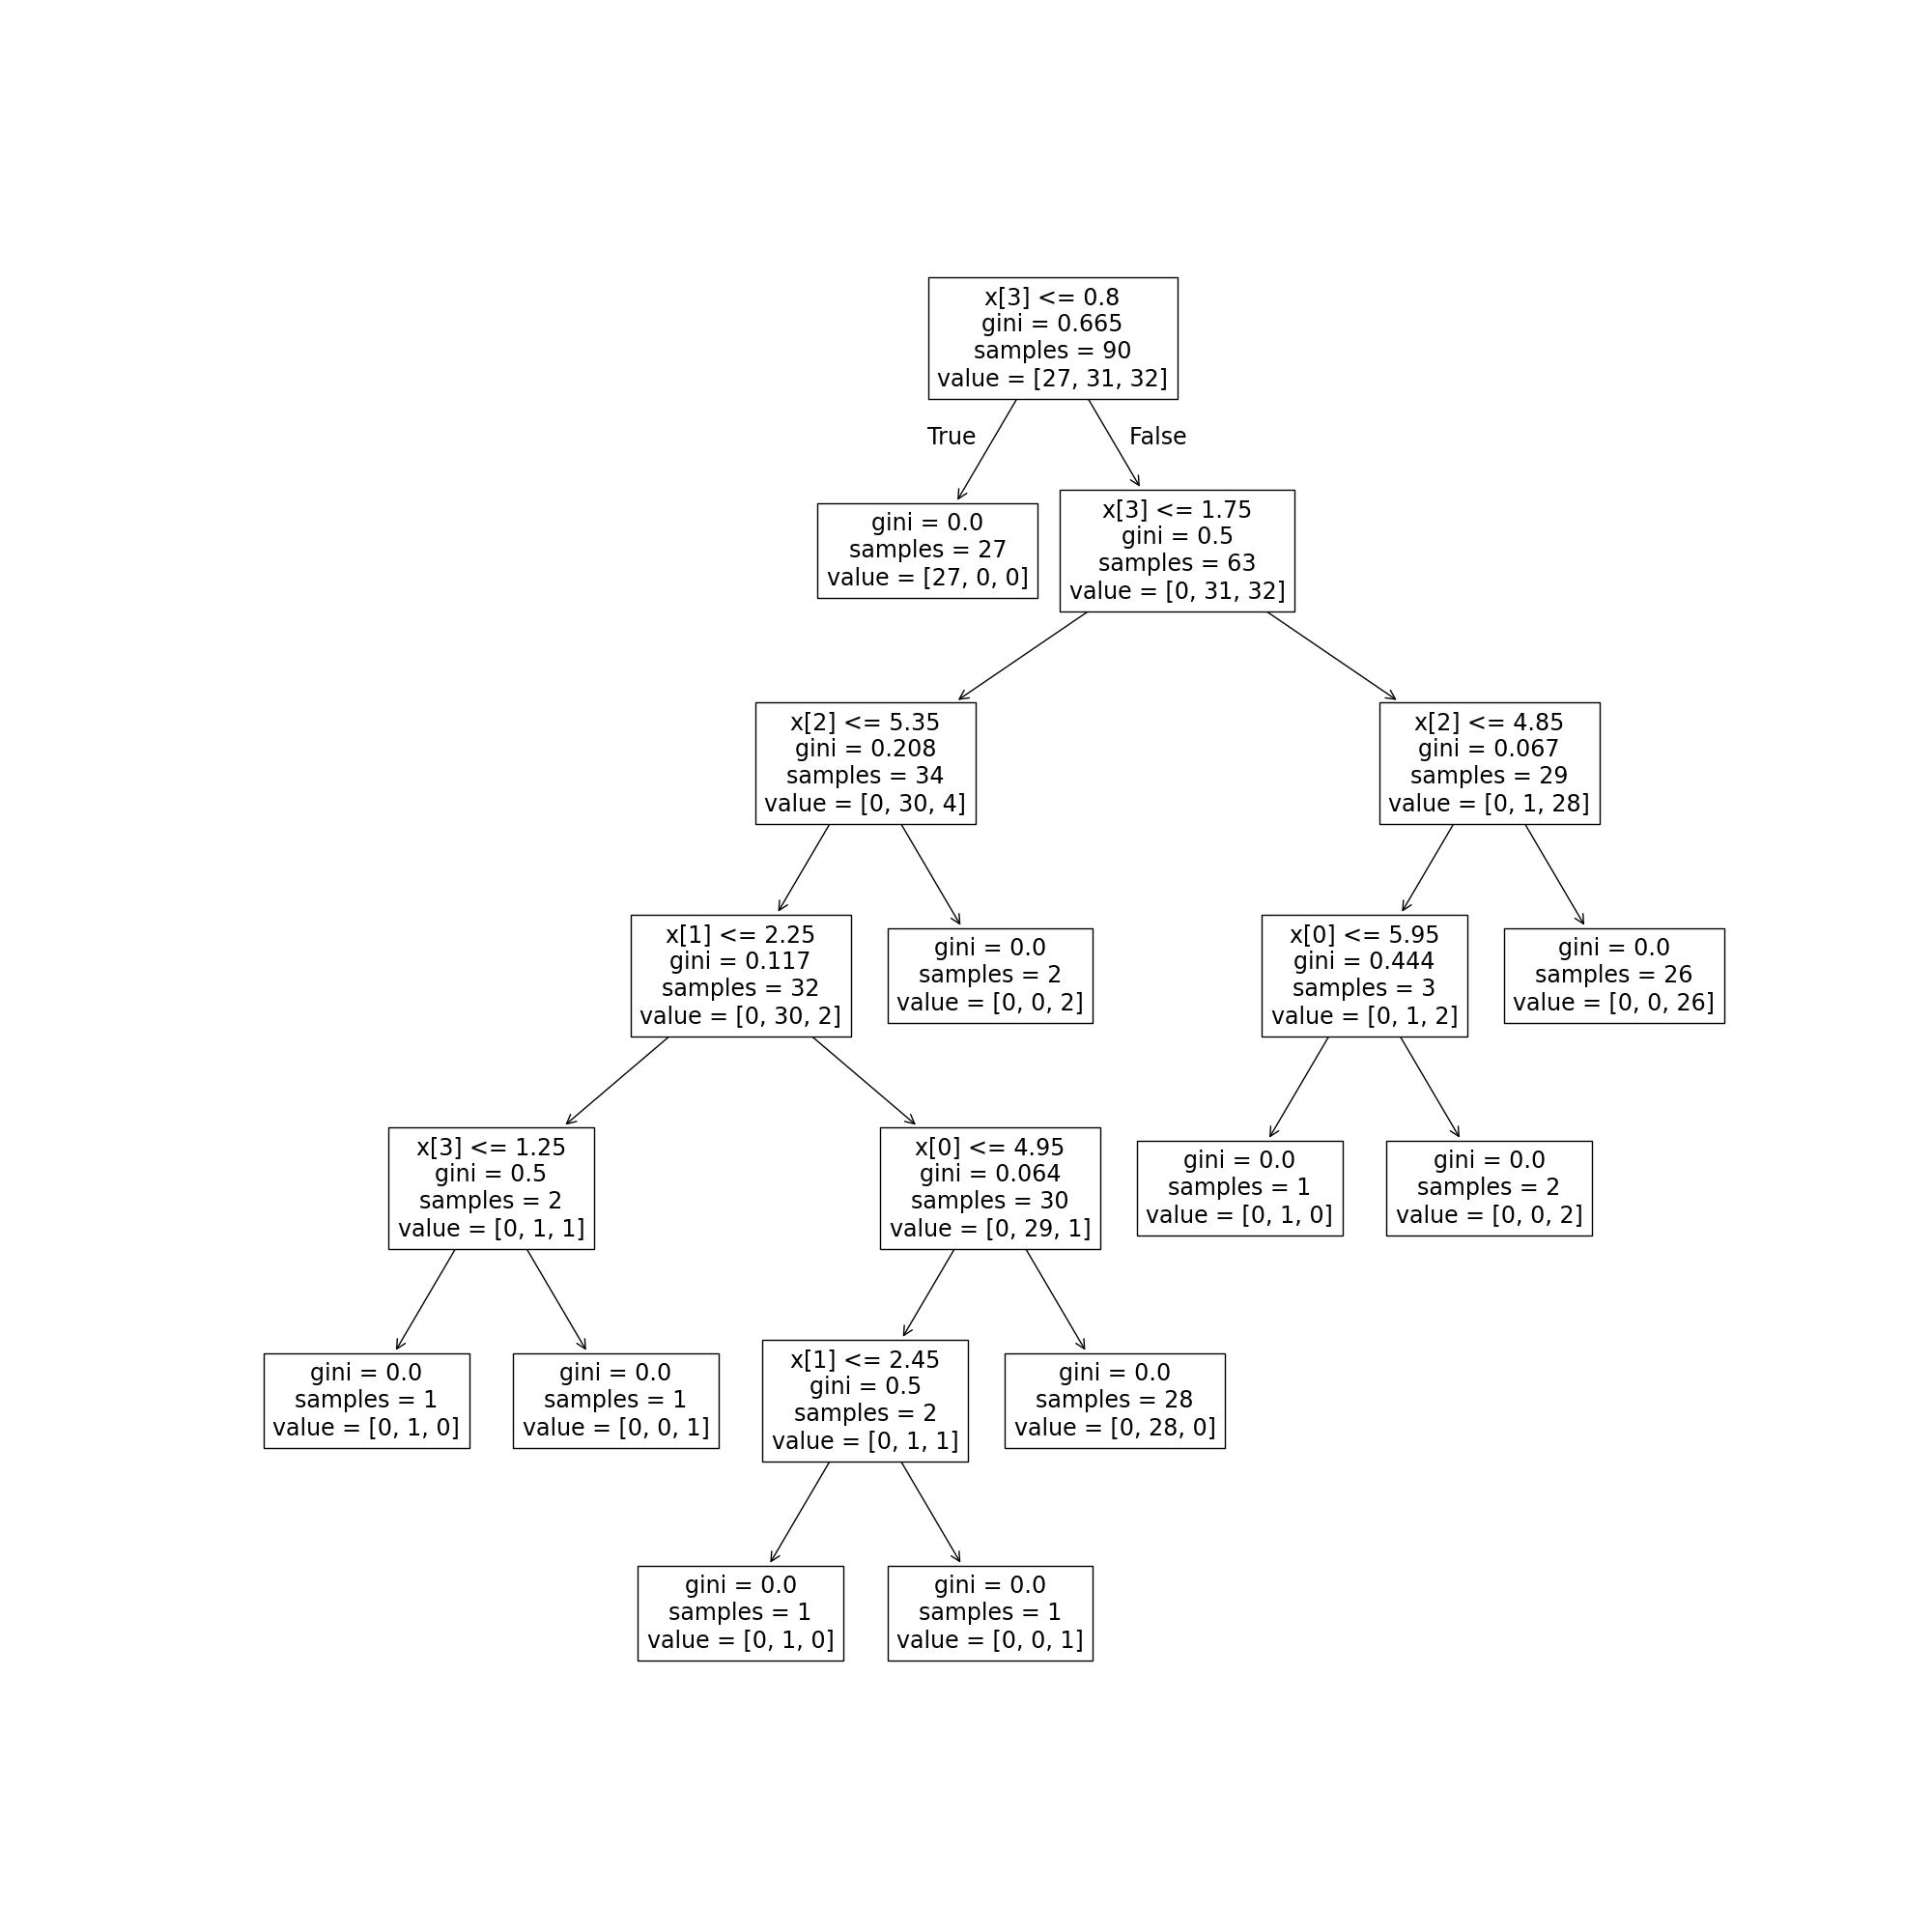 x[3] <= 0.8
gini = 0.665
samples = 90
value = [27, 31, 32]
True
False
gini = 0.0
samples = 27
value = [27, 0, 0]
x[3] <= 1.75
gini = 0.5
samples = 63
value = [0, 31, 32]
x[2] <= 5.35
gini = 0.208
samples = 34
value = [0, 30, 4]
x[2] <= 4.85
gini = 0.067
samples = 29
value = [0, 1, 28]
x[1] <= 2.25
gini = 0.117
samples = 32
value = [0, 30, 2]
gini = 0.0
samples = 2
value = [0, 0, 2]
x[0] <= 5.95
gini = 0.444
samples = 3
value = [0, 1, 2]
gini = 0.0
samples = 26
value = [0, 0, 26]
x[3] <= 1.25
gini = 0.5
samples = 2
value = [0, 1, 1]
x[0] <= 4.95
gini = 0.064
samples = 30
value = [0, 29, 1]
gini = 0.0
samples = 1
value = [0, 1, 0]
gini = 0.0
samples = 2
value = [0, 0, 2]
gini = 0.0
samples = 1
value = [0, 1, 0]
gini = 0.0
samples = 1
value = [0, 0, 1]
x[1] <= 2.45
gini = 0.5
samples = 2
value = [0, 1, 1]
gini = 0.0
samples = 28
value = [0, 28, 0]
gini = 0.0
samples = 1
value = [0, 1, 0]
gini = 0.0
samples = 1
value = [0, 0, 1]